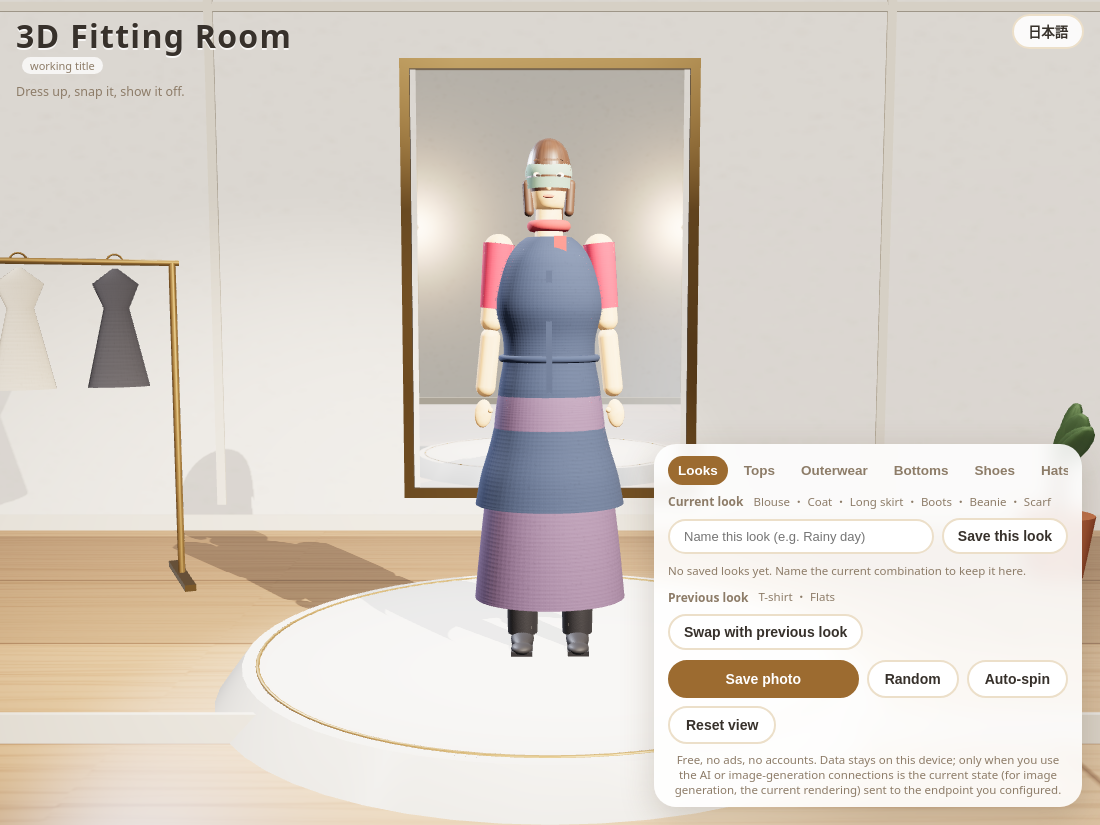 3D Fitting Room
working title
Dress up, snap it, show it off.
日本語
Looks Tops Outerwear Bottoms Shoes Hats
Current look Blouse • Coat • Long skirt • Boots • Beanie • Scarf
Name this look (e.g. Rainy day) Save this look
No saved looks yet. Name the current combination to keep it here.
Previous look T-shirt • Flats
Swap with previous look
Save photo Random Auto-spin
Reset view
Free, no ads, no accounts. Data stays on this device; only when you use
the AI or image-generation connections is the current state (for image
generation, the current rendering) sent to the endpoint you configured.